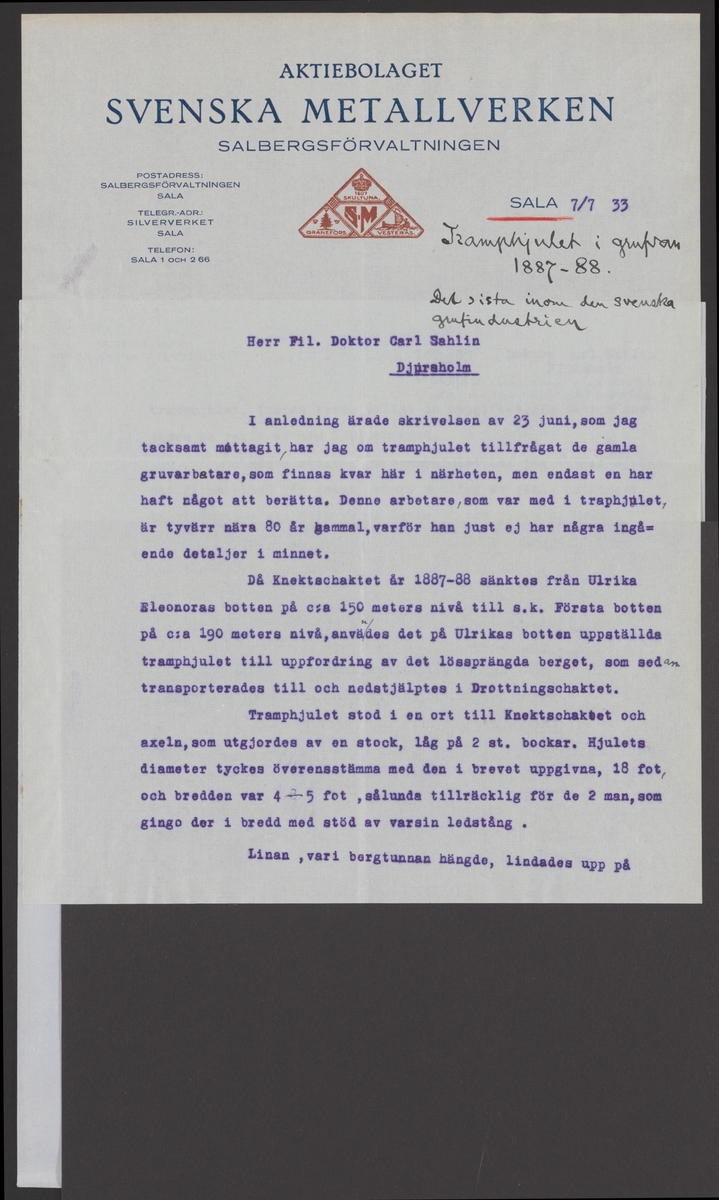 AKTIEBOLAGET
SVENSKA METALLVERKEN
SALBERGSFÖRVALTNINGEN
POSTADRESS:
SALBERGSFÖRVALTNINGEN
SALA
TELEGR.-ADR.:
SILVERVERKET
SALA
TELEFON:
SALA 1 OCH 2 66
1607
SKULTUNA
S·M
GRANEFORS
VESTERÅS
SALA 7/7 33
Tramphjulet i grufvan
1887-88.
Det sista inom den svenska
grufindustrien
Herr Fil. Doktor Carl Sahlin
Djursholm
I anledning ärade skrivelsen av 23 juni,som jag
tacksamt mottagit,har jag om tramphjulet tillfrågat de gamla
gruvarbatare,som finnas kvar här i närheten, men endast en har
haft något att berätta. Denne arbetare,som var med i traphjulet,
är tyvärr nära 80 år gammal,varför han just ej har några ingå=
ende detaljer i minnet.
Då Knektschaktet år 1887-88 sänktes från Ulrika
Eleonoras botten på c:a 150 meters nivå till s.k. Första botten
på c:a 190 meters nivå,användes det på Ulrikas botten uppställda
tramphjulet till uppfordring av det lössprängda berget, som sedan
transporterades till och nedstjälptes i Drottningschaktet.
Tramphjulet stod i en ort till Knektschaktet och
axeln,som utgjordes av en stock, låg på 2 st. bockar. Hjulets
diameter tyckes överensstämma med den i brevet uppgivna, 18 fot,
och bredden var 4 - 5 fot ,sålunda tillräcklig för de 2 man,som
gingo der i bredd med stöd av varsin ledstång .
Linan ,vari bergtunnan hängde, lindades upp på